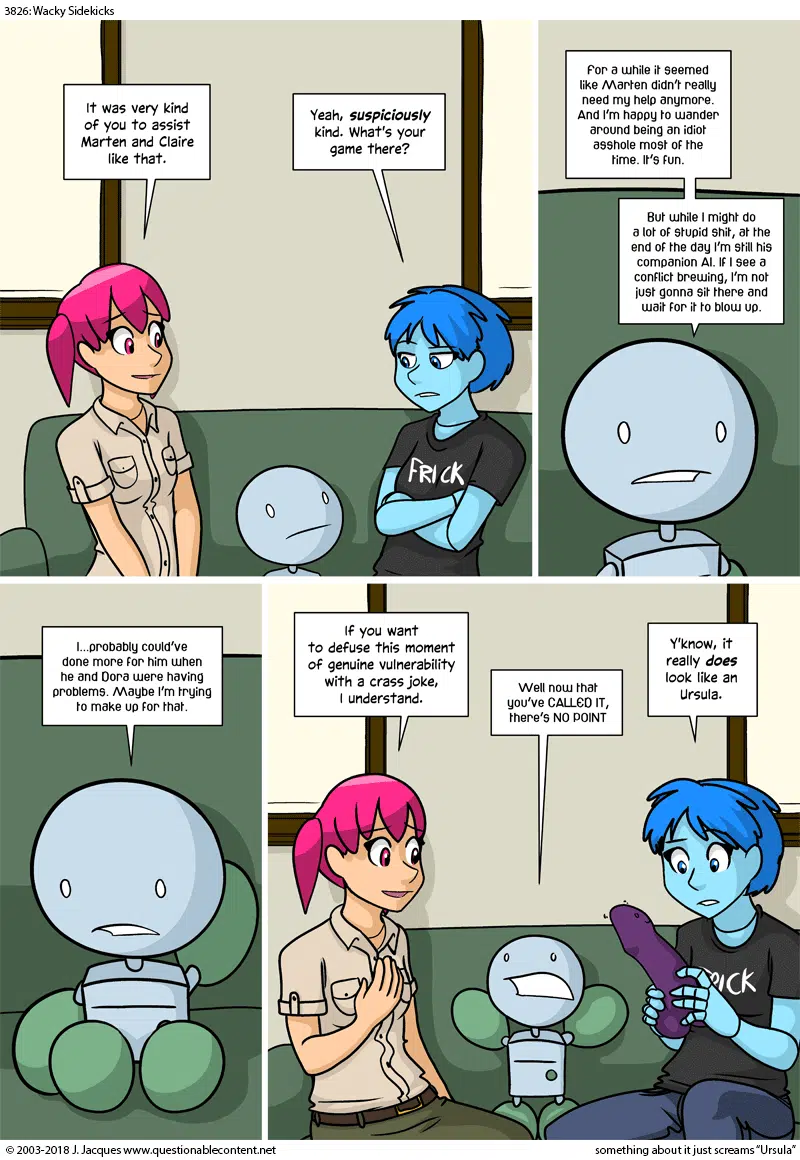 3826: Wacky Sidekicks
It was very kind
of you to assist
Marten and Claire
like that.
Yeah, suspiciously
kind. What's your
game there?
FRICK
For a while it seemed
like Marten didn't really
need my help anymore.
And I'm happy to wander
around being an idiot
asshole most of the
time. It's fun.
But while I might do
a lot of stupid shit, at the
end of the day I'm still his
companion AI. If I see a
conflict brewing, I'm not
just gonna sit there and
wait for it to blow up.
I...probably could've
done more for him when
he and Dora were having
problems. Maybe I'm trying
to make up for that.
If you want
to defuse this moment
of genuine vulnerability
with a crass joke,
I understand.
Well now that
you've CALLED IT,
there's NO POINT
Y'know, it
really does
look like an
Ursula.
RICK
© 2003-2018 J. Jacques www.questionablecontent.net
something about it just screams "Ursula"